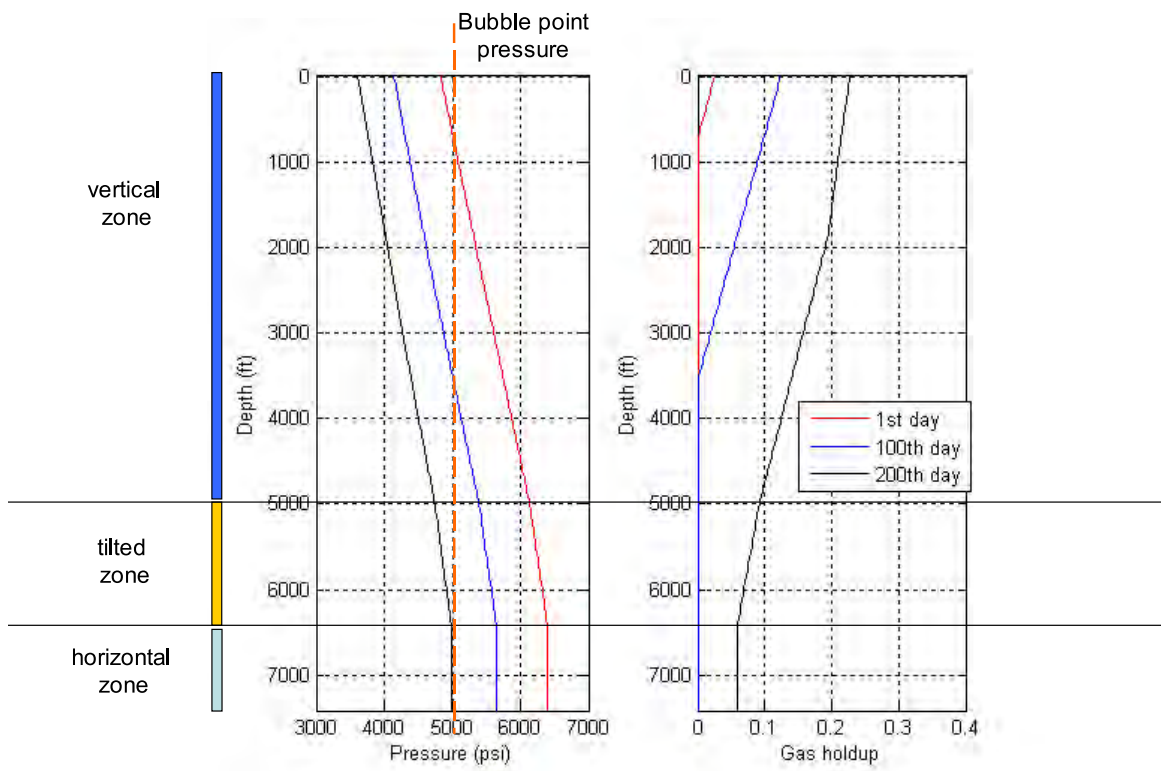 Bubble point
pressure
vertical
zone
tilted
zone
horizontal
zone
0
1000
2000
3000
4000
5000
6000
7000
Depth (ft)
3000 4000 5000 6000 7000
Pressure (psi)
0
1000
2000
3000
4000
5000
6000
7000
Depth (ft)
0 0.1 0.2 0.3 0.4
Gas holdup
1st day
100th day
200th day